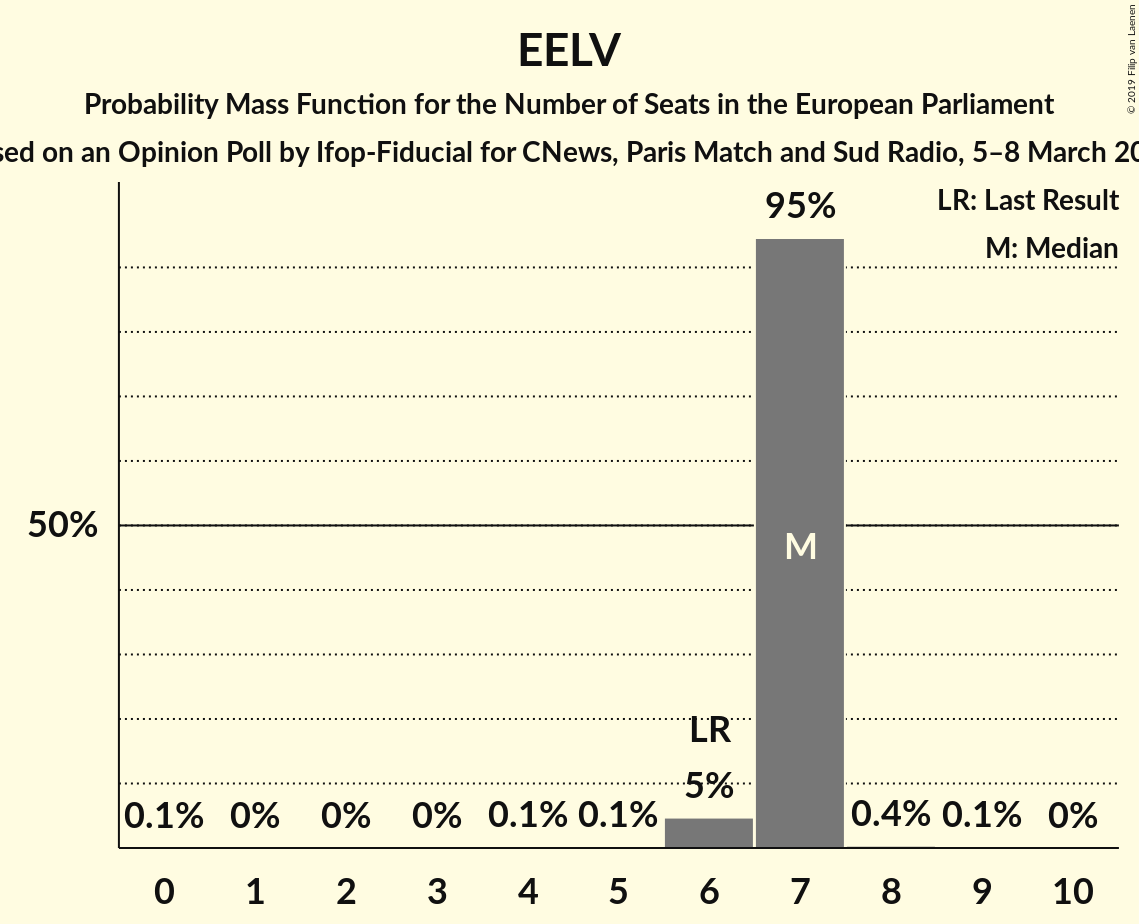 EELV
Probability Mass Function for the Number of Seats in the European Parliament
on an Opinion Poll by Ifop-Fiducial for CNews, Paris Match and Sud Radio, 5–8 March
© 2019 Filip van Laenen
LR: Last Result
M: Median
95%
50%
M
LR
5%
0.1% 0% 0% 0% 0.1% 0.1% 0.4% 0.1% 0%
0 1 2 3 4 5 6 7 8 9 10